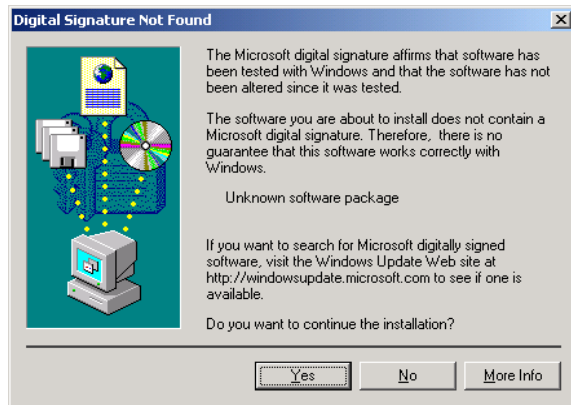 Digital Signature Not Found
The Microsoft digital signature affirms that software has
been tested with Windows and that the software has not
been altered since it was tested.
The software you are about to install does not contain a
Microsoft digital signature. Therefore, there is no
guarantee that this software works correctly with
Windows.
Unknown software package
If you want to search for Microsoft digitally signed
software, visit the Windows Update Web site at
http://windowsupdate.microsoft.com to see if one is
available.
Do you want to continue the installation?
Yes
No
More Info